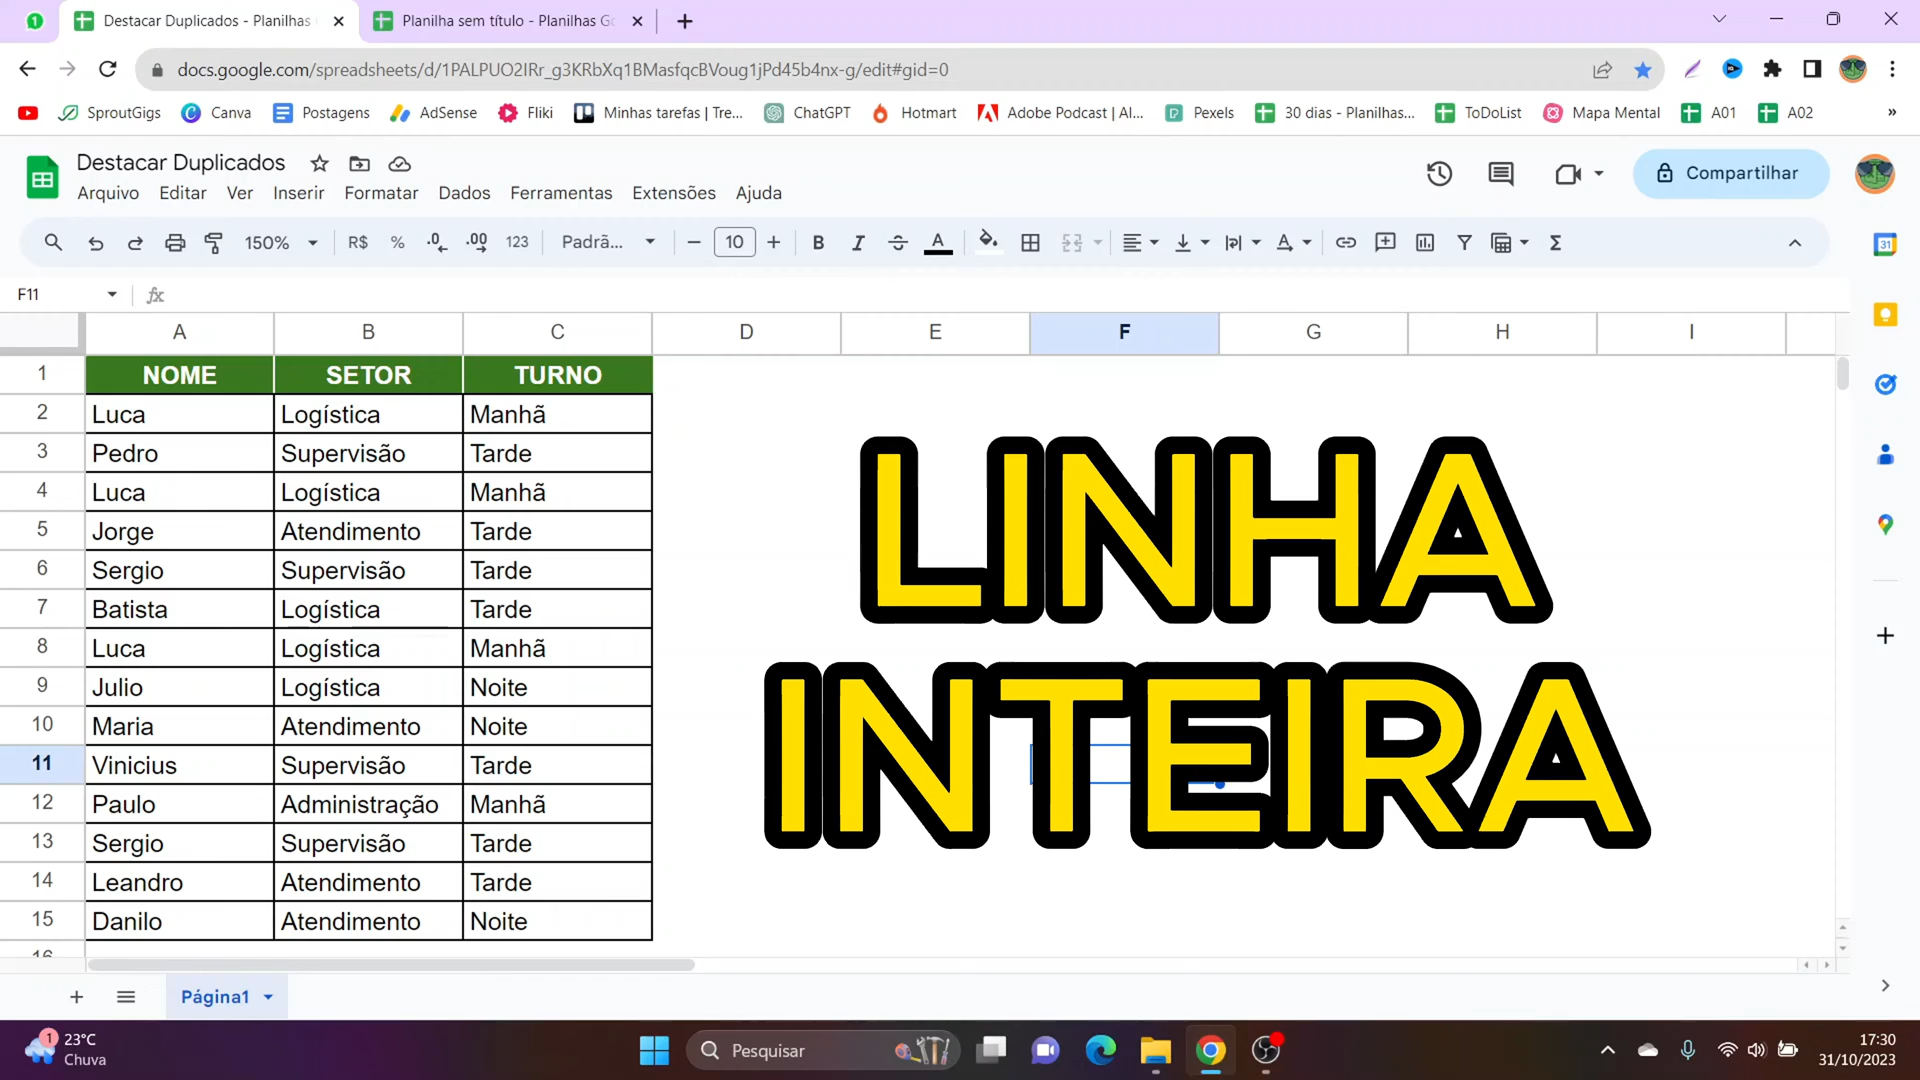 1
Destacar Duplicados - Planilhas
Planilha sem título - Planilhas Go
docs.google.com/spreadsheets/d/1PALPUO2IRr_g3KRbXq1BMasfqcBVoug1jPd45b4nx-g/edit#gid=0
SproutGigs Canva Postagens AdSense Fliki Minhas tarefas | Tre... ChatGPT Hotmart Adobe Podcast | AI... Pexels 30 dias - Planilhas... ToDoList Mapa Mental A01 A02 »
Destacar Duplicados
Compartilhar
Arquivo Editar Ver Inserir Formatar Dados Ferramentas Extensões Ajuda
150% R$ % .0 .00 123 Padrã... 10 B I S A A Σ
31
F11 fx
A B C D E F G H I
1 NOME SETOR TURNO
2 Luca Logística Manhã
3 Pedro Supervisão Tarde
4 Luca Logística Manhã
5 Jorge Atendimento Tarde
6 Sergio Supervisão Tarde
7 Batista Logística Tarde
8 Luca Logística Manhã
9 Julio Logística Noite
10 Maria Atendimento Noite
11 Vinicius Supervisão Tarde
12 Paulo Administração Manhã
13 Sergio Supervisão Tarde
14 Leandro Atendimento Tarde
15 Danilo Atendimento Noite
16
LINHA
INTEIRA
Página1
1
23°C
Chuva
Pesquisar
17:30
31/10/2023